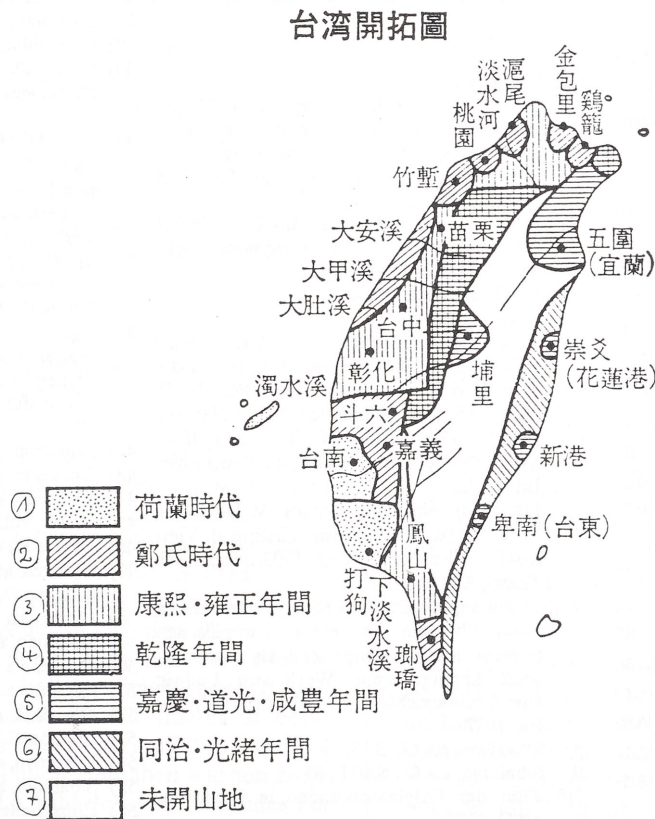 台湾開拓圖
金包里
滬尾
淡水河
鷄籠
桃園
竹塹
大安溪
苗栗
五圍
(宜蘭)
大甲溪
大肚溪
台中
彰化
埔里
崇爻
(花蓮港)
濁水溪
斗六
嘉義
台南
新港
卑南(台東)
鳳山
打狗
下淡水溪
瑯璚
① 荷蘭時代
② 鄭氏時代
③ 康熙・雍正年間
④ 乾隆年間
⑤ 嘉慶・道光・咸豊年間
⑥ 同治・光緒年間
⑦ 未開山地